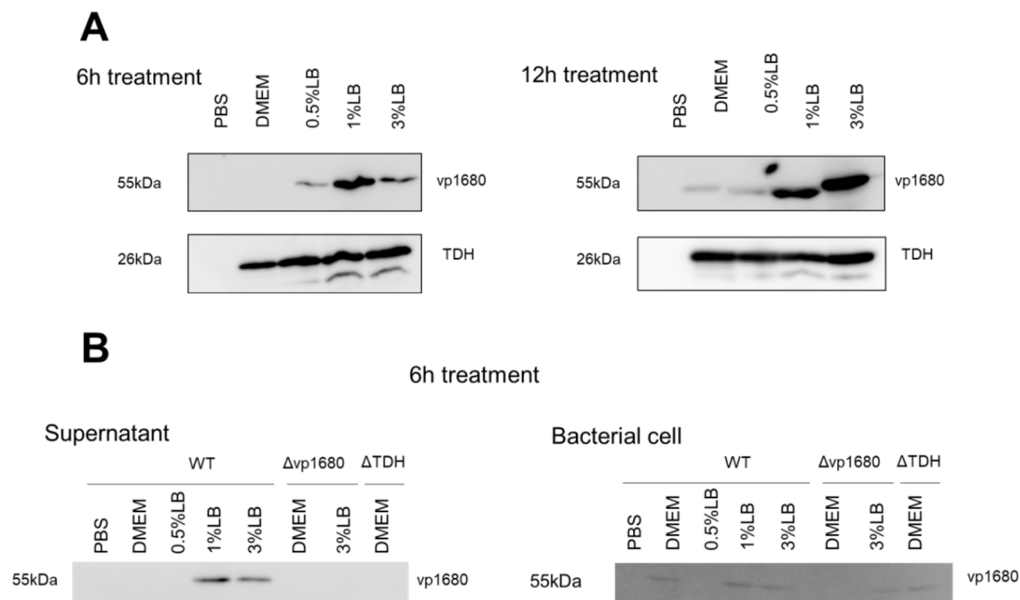 A
6h treatment
PBS
DMEM
0.5%LB
1%LB
3%LB
55kDa
vp1680
26kDa
TDH
12h treatment
PBS
DMEM
0.5%LB
1%LB
3%LB
55kDa
vp1680
26kDa
TDH
B
6h treatment
Supernatant
WT
Δvp1680
ΔTDH
PBS
DMEM
0.5%LB
1%LB
3%LB
DMEM
3%LB
DMEM
55kDa
vp1680
Bacterial cell
WT
Δvp1680
ΔTDH
PBS
DMEM
0.5%LB
1%LB
3%LB
DMEM
3%LB
DMEM
55kDa
vp1680